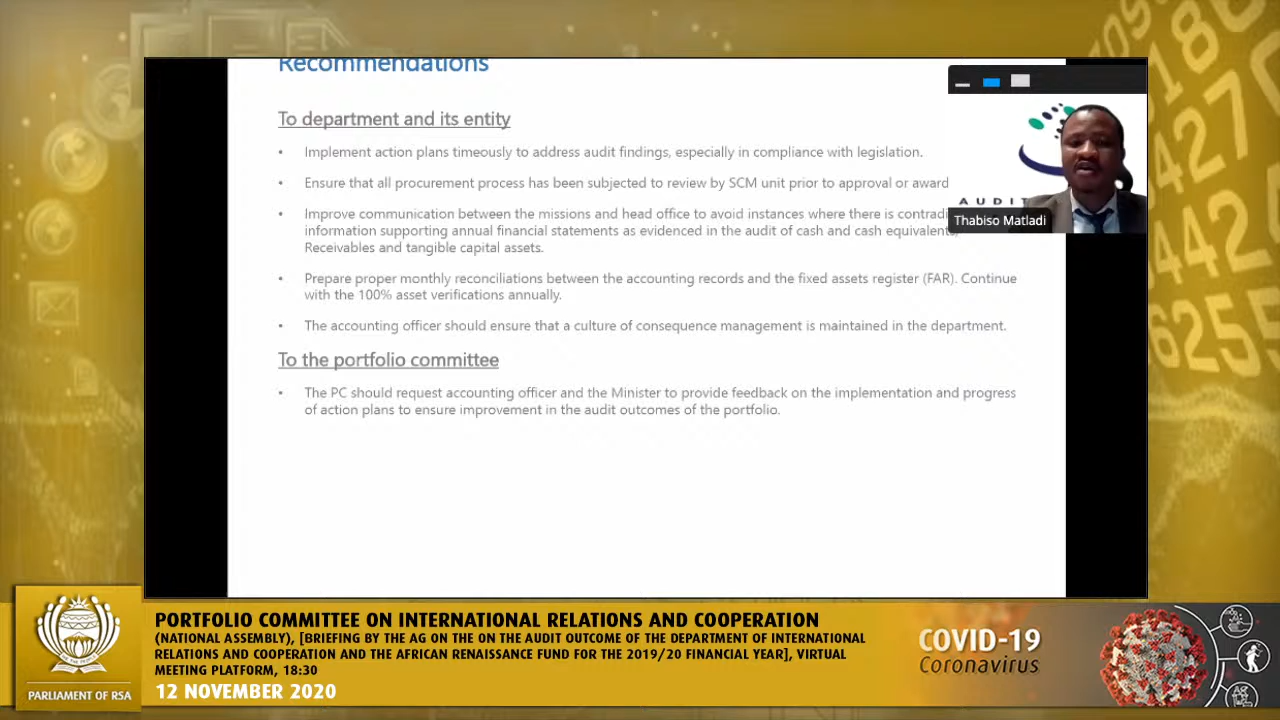 Recommendations
To department and its entity
• Implement action plans timeously to address audit findings, especially in compliance with legislation.
• Ensure that all procurement process has been subjected to review by SCM unit prior to approval or award
• Improve communication between the missions and head office to avoid instances where there is
information supporting annual financial statements as evidenced in the audit of cash and cash equivalents,
Receivables and tangible capital assets.
• Prepare proper monthly reconciliations between the accounting records and the fixed assets register (FAR). Continue
with the 100% asset verifications annually.
• The accounting officer should ensure that a culture of consequence management is maintained in the department.
To the portfolio committee
• The PC should request accounting officer and the Minister to provide feedback on the implementation and progress
of action plans to ensure improvement in the audit outcomes of the portfolio.
AUDIT
Thabiso Matladi
PARLIAMENT OF RSA
PORTFOLIO COMMITTEE ON INTERNATIONAL RELATIONS AND COOPERATION
(NATIONAL ASSEMBLY), [BRIEFING BY THE AG ON THE ON THE AUDIT OUTCOME OF THE DEPARTMENT OF INTERNATIONAL
RELATIONS AND COOPERATION AND THE AFRICAN RENAISSANCE FUND FOR THE 2019/20 FINANCIAL YEAR], VIRTUAL
MEETING PLATFORM, 18:30
12 NOVEMBER 2020
COVID-19
Coronavirus